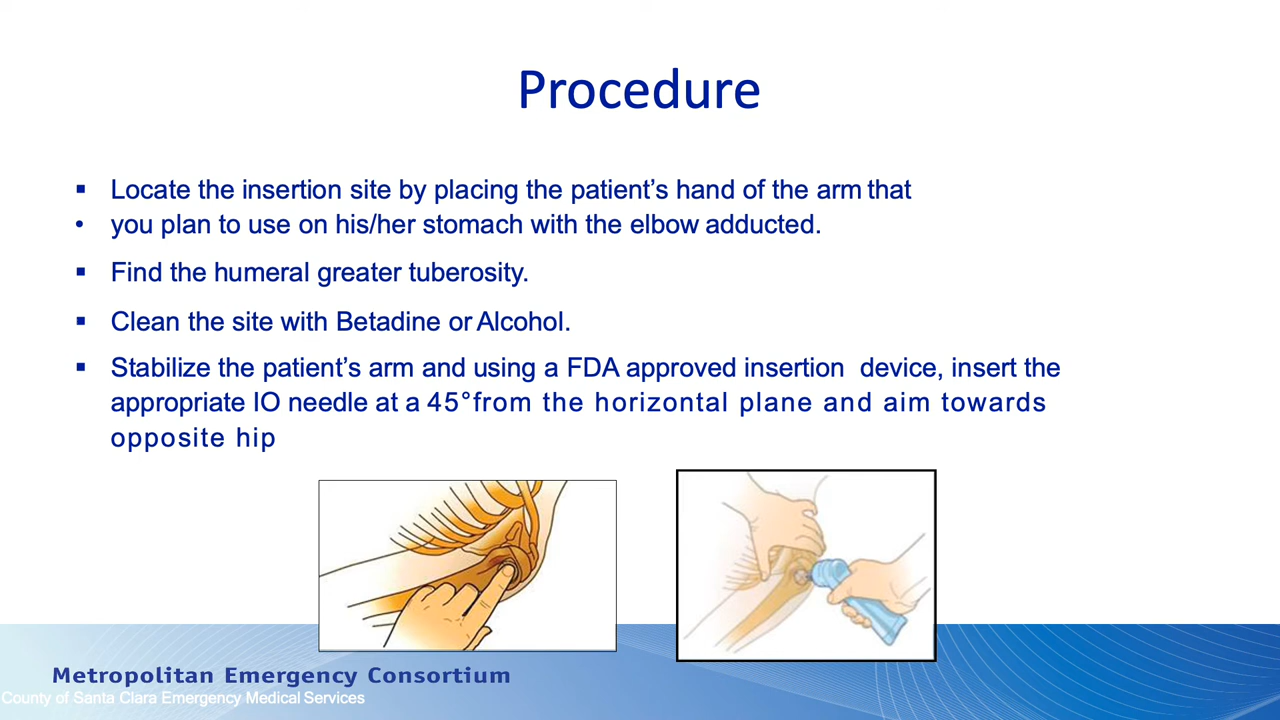 Procedure
▪ Locate the insertion site by placing the patient’s hand of the arm that
• you plan to use on his/her stomach with the elbow adducted.
▪ Find the humeral greater tuberosity.
▪ Clean the site with Betadine or Alcohol.
▪ Stabilize the patient’s arm and using a FDA approved insertion device, insert the
appropriate IO needle at a 45°from the horizontal plane and aim towards
opposite hip
Metropolitan Emergency Consortium
County of Santa Clara Emergency Medical Services